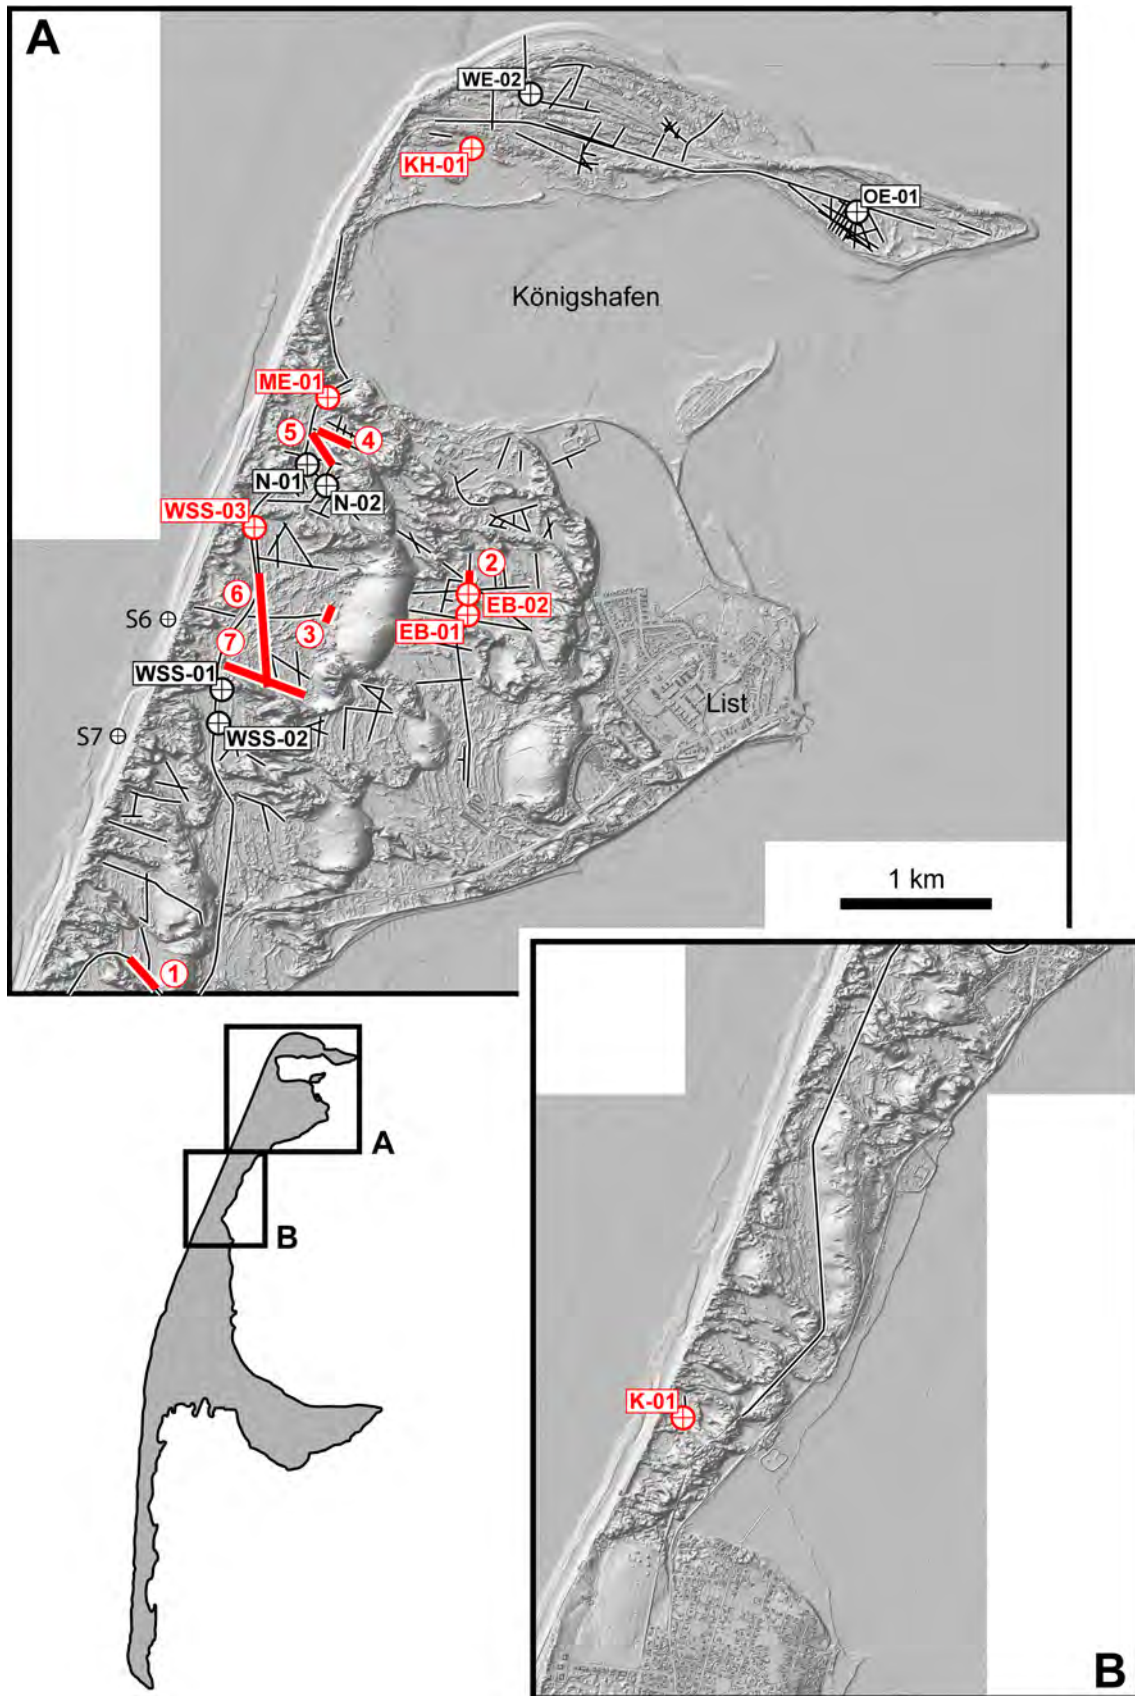 A
WE-02
KH-01
OE-01
Königshafen
ME-01
5
4
N-01
N-02
WSS-03
2
6
EB-02
S6
3
EB-01
7
WSS-01
List
WSS-02
S7
1 km
1
A
B
K-01
B